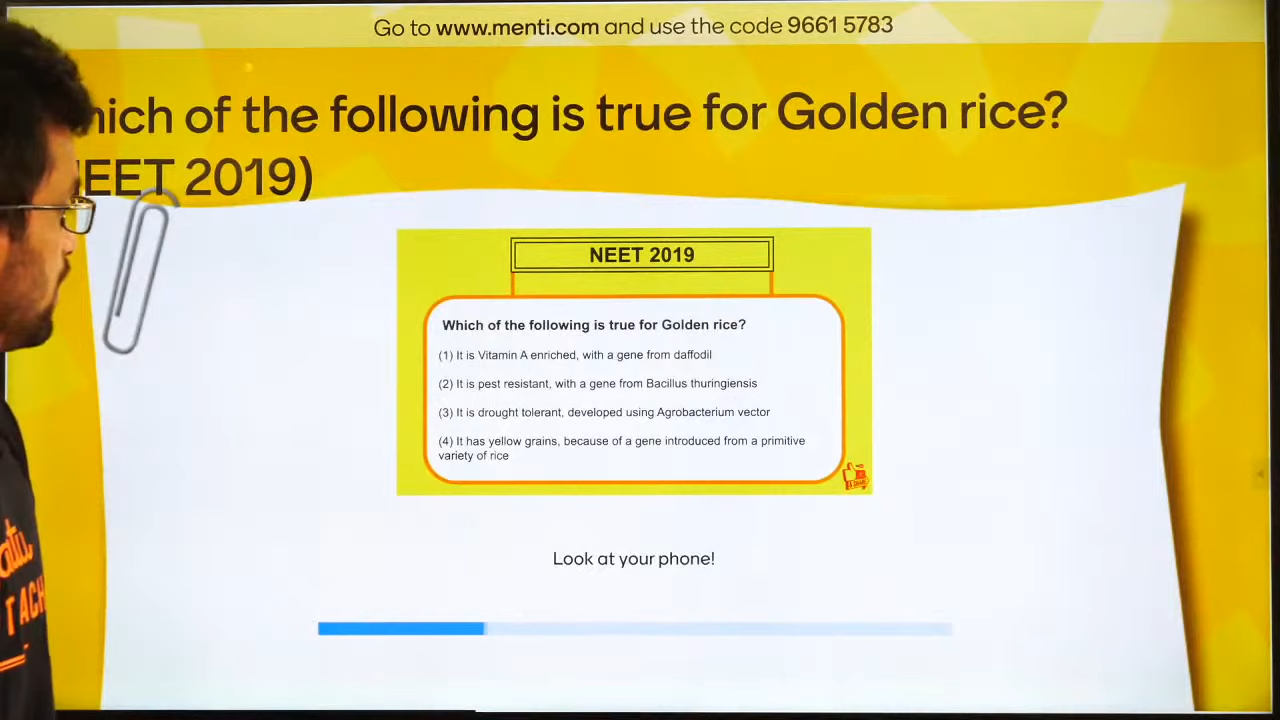 Go to www.menti.com and use the code 9661 5783
hich of the following is true for Golden rice?
EET 2019)
NEET 2019
Which of the following is true for Golden rice?
(1) It is Vitamin A enriched, with a gene from daffodil
(2) It is pest resistant, with a gene from Bacillus thuringiensis
(3) It is drought tolerant, developed using Agrobacterium vector
(4) It has yellow grains, because of a gene introduced from a primitive
variety of rice
Look at your phone!